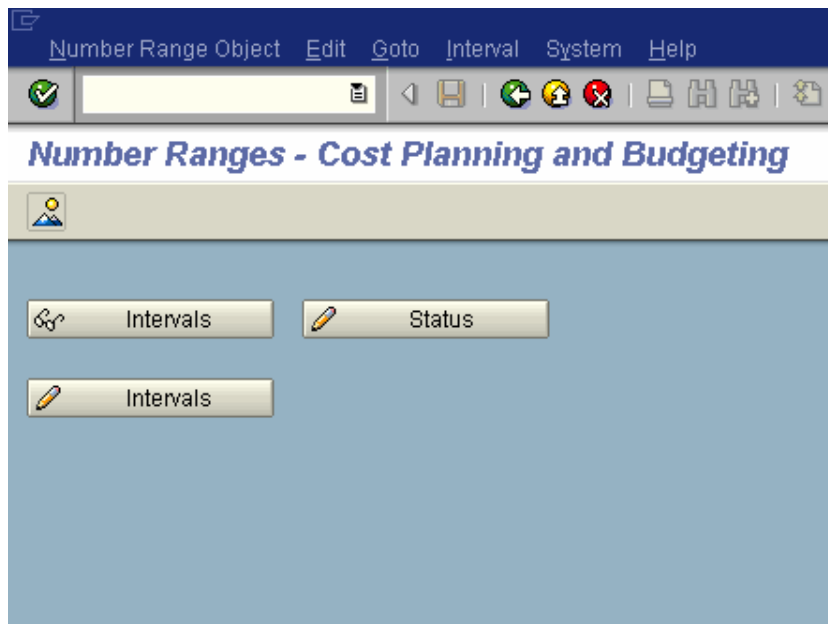 Number Range Object Edit Goto Interval System Help
Number Ranges - Cost Planning and Budgeting
Intervals Status
Intervals